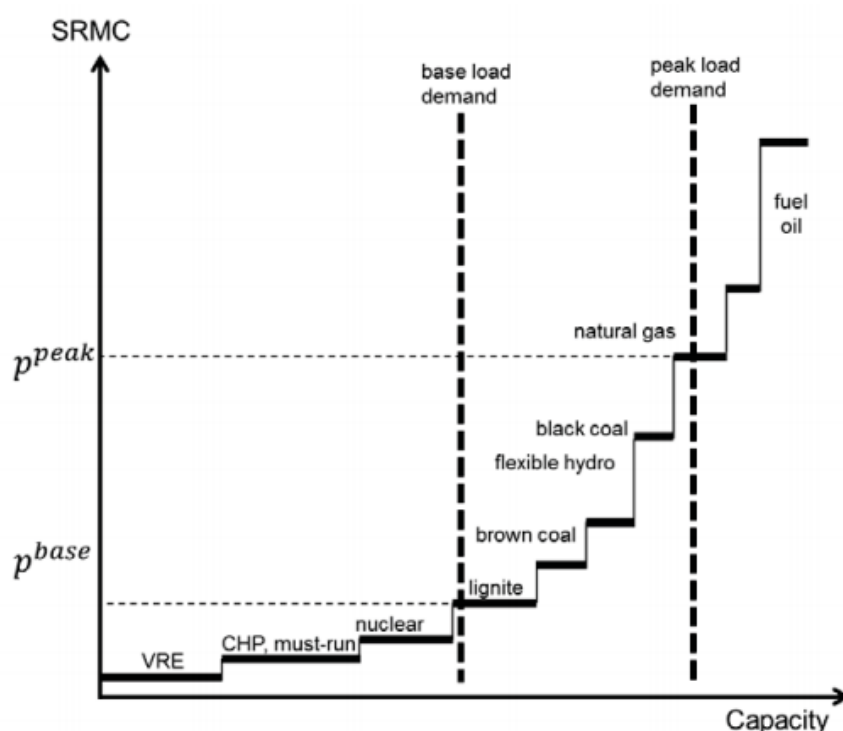 SRMC
base load
demand
peak load
demand
fuel
oil
natural gas
p^peak
black coal
flexible hydro
brown coal
p^base
lignite
nuclear
CHP, must-run
VRE
Capacity